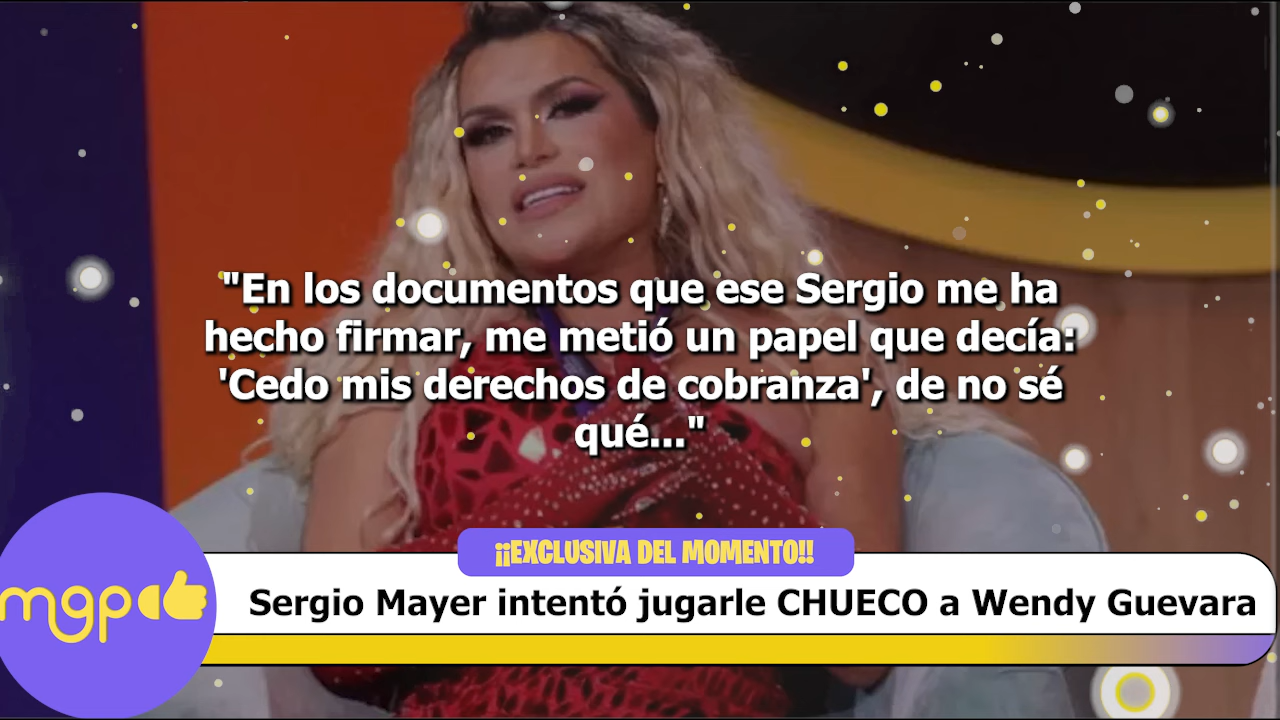 "En los documentos que ese Sergio me ha
hecho firmar, me metió un papel que decía:
'Cedo mis derechos de cobranza', de no sé
qué..."
¡¡EXCLUSIVA DEL MOMENTO!!
mgp
Sergio Mayer intentó jugarle CHUECO a Wendy Guevara